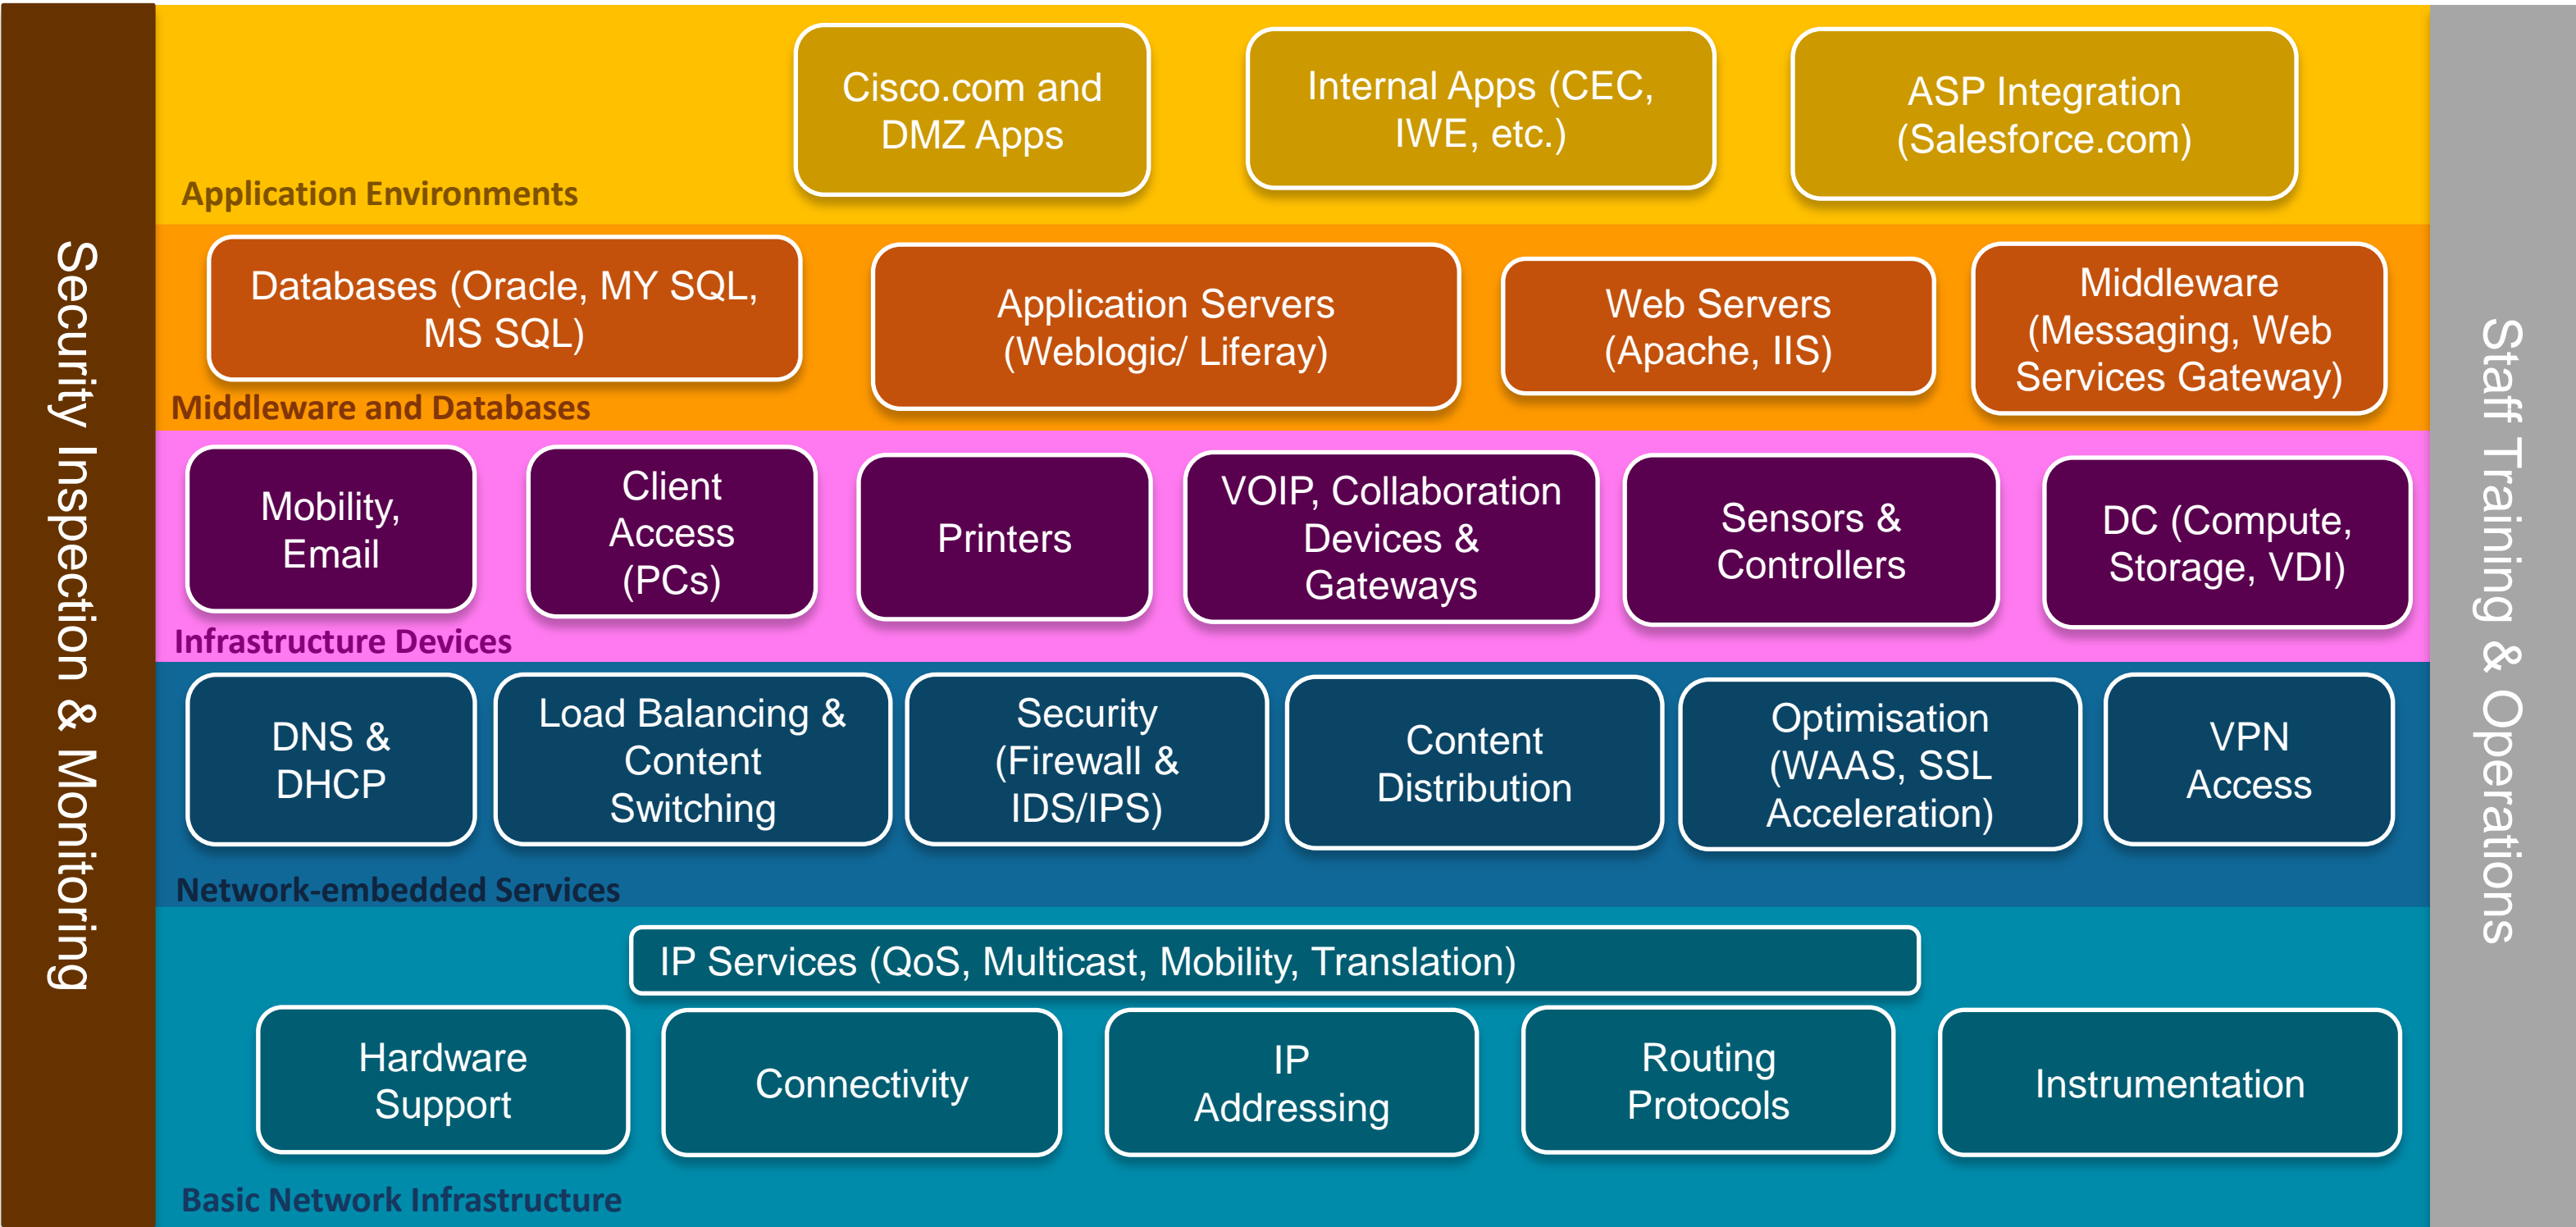 Security Inspection & Monitoring
Cisco.com and
DMZ Apps
Internal Apps (CEC,
IWE, etc.)
ASP Integration
(Salesforce.com)
Application Environments
Databases (Oracle, MY SQL,
MS SQL)
Application Servers
(Weblogic/ Liferay)
Web Servers
(Apache, IIS)
Middleware
(Messaging, Web
Services Gateway)
Middleware and Databases
Mobility,
Email
Client
Access
(PCs)
Printers
VOIP, Collaboration
Devices &
Gateways
Sensors &
Controllers
DC (Compute,
Storage, VDI)
Infrastructure Devices
DNS &
DHCP
Load Balancing &
Content
Switching
Security
(Firewall &
IDS/IPS)
Content
Distribution
Optimisation
(WAAS, SSL
Acceleration)
VPN
Access
Network-embedded Services
IP Services (QoS, Multicast, Mobility, Translation)
Hardware
Support
Connectivity
IP
Addressing
Routing
Protocols
Instrumentation
Basic Network Infrastructure
Staff Training & Operations